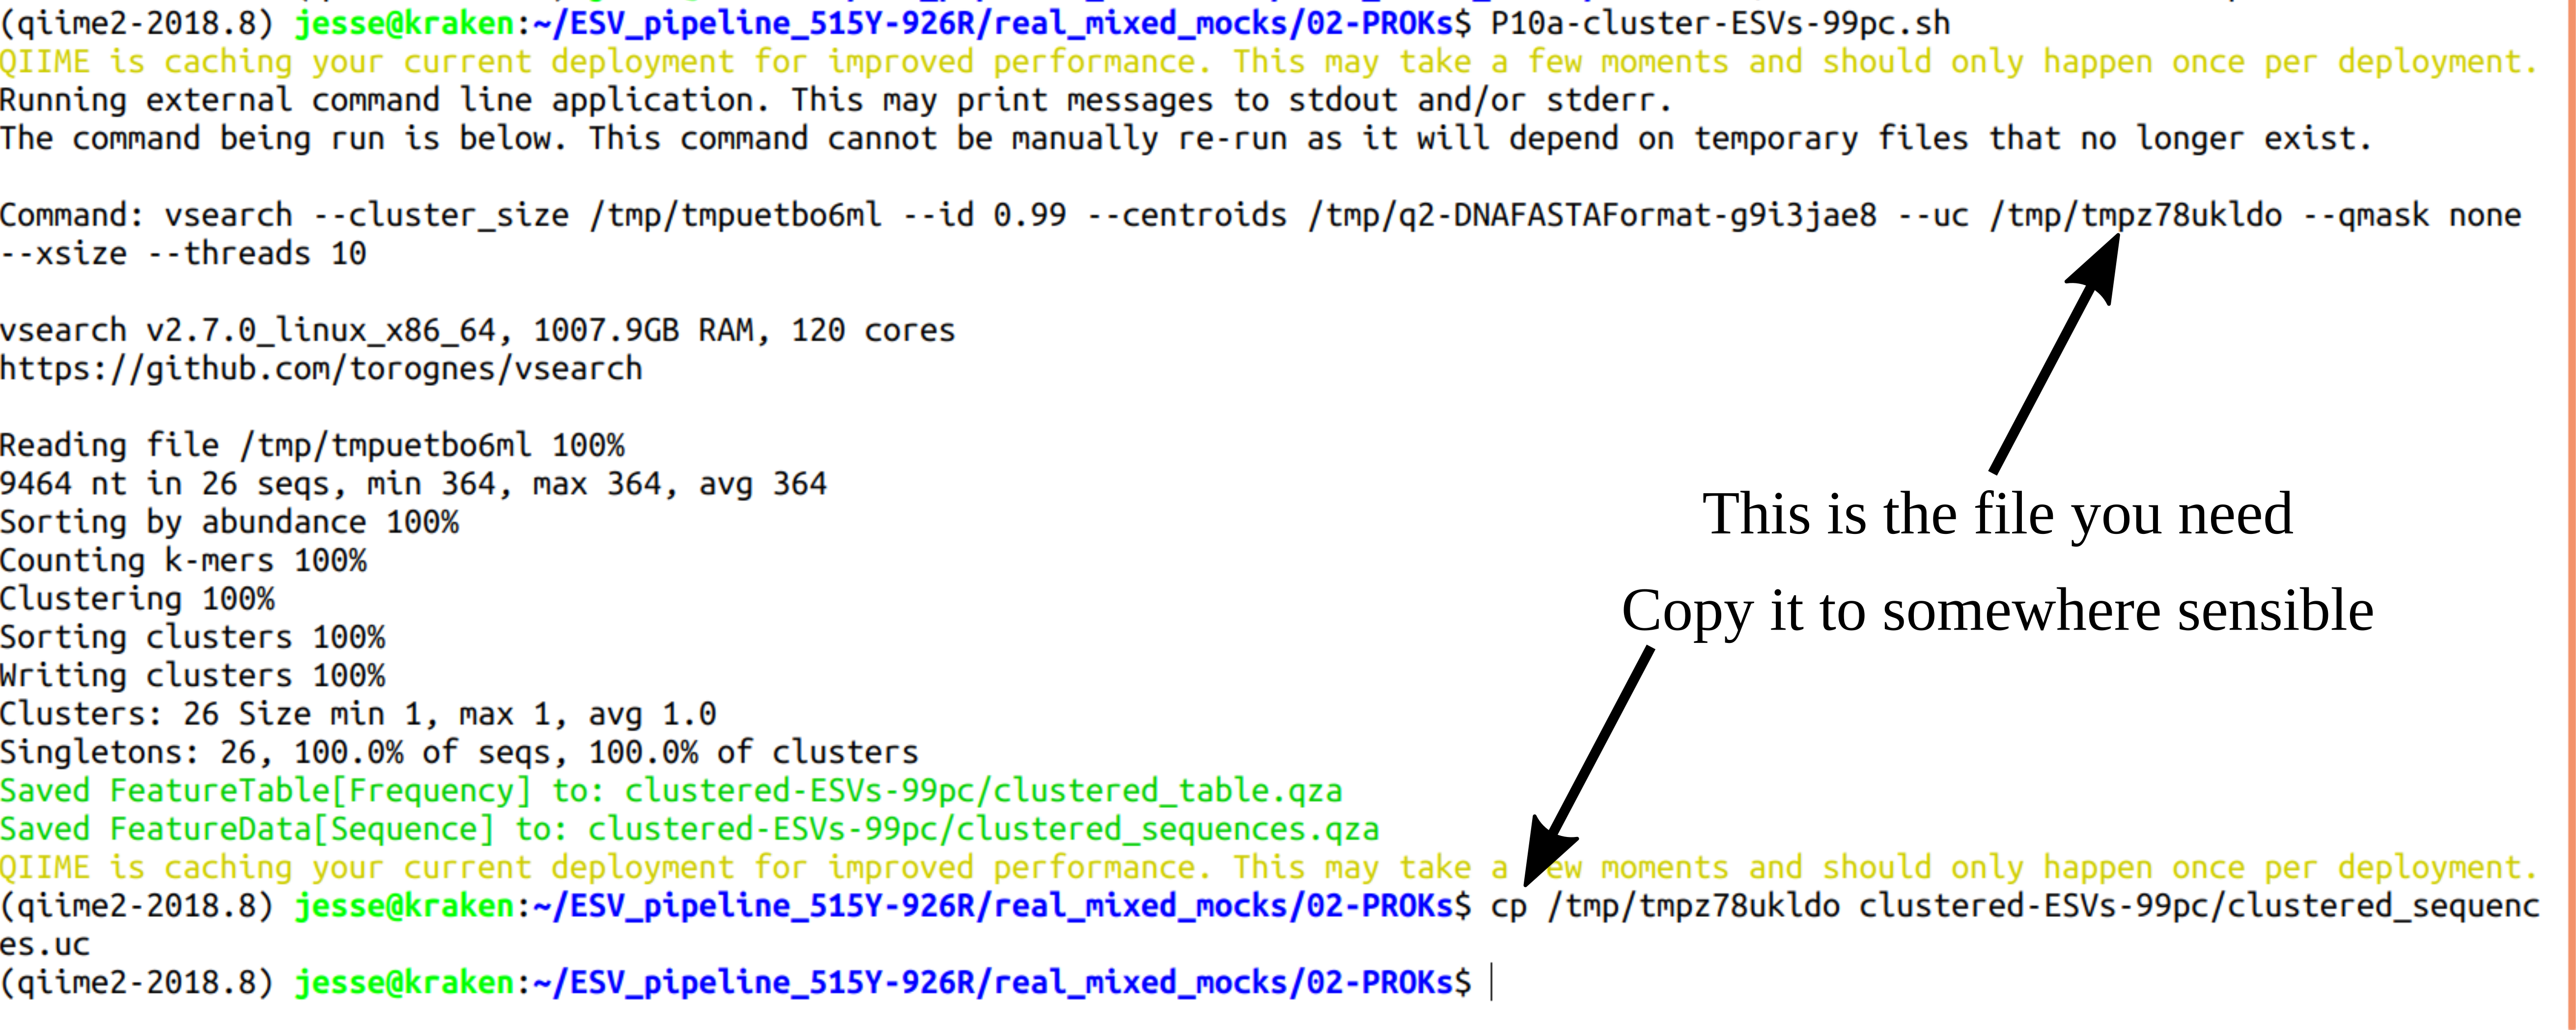 (qiime2-2018.8) jesse@kraken:~/ESV_pipeline_515Y-926R/real_mixed_mocks/02-PROKs$ P10a-cluster-ESVs-99pc.sh
QIIME is caching your current deployment for improved performance. This may take a few moments and should only happen once per deployment.
Running external command line application. This may print messages to stdout and/or stderr.
The command being run is below. This command cannot be manually re-run as it will depend on temporary files that no longer exist.
Command: vsearch --cluster_size /tmp/tmpuetbo6ml --id 0.99 --centroids /tmp/q2-DNAFASTAFormat-g9i3jae8 --uc /tmp/tmpz78ukldo --qmask none
--xsize --threads 10
vsearch v2.7.0_linux_x86_64, 1007.9GB RAM, 120 cores
https://github.com/torognes/vsearch
Reading file /tmp/tmpuetbo6ml 100%
9464 nt in 26 seqs, min 364, max 364, avg 364
Sorting by abundance 100%
Counting k-mers 100%
Clustering 100%
Sorting clusters 100%
Writing clusters 100%
Clusters: 26 Size min 1, max 1, avg 1.0
Singletons: 26, 100.0% of seqs, 100.0% of clusters
This is the file you need
Copy it to somewhere sensible
Saved FeatureTable[Frequency] to: clustered-ESVs-99pc/clustered_table.qza
Saved FeatureData[Sequence] to: clustered-ESVs-99pc/clustered_sequences.qza
QIIME is caching your current deployment for improved performance. This may take a few moments and should only happen once per deployment.
(qiime2-2018.8) jesse@kraken:~/ESV_pipeline_515Y-926R/real_mixed_mocks/02-PROKs$ cp /tmp/tmpz78ukldo clustered-ESVs-99pc/clustered_sequenc
es.uc
(qiime2-2018.8) jesse@kraken:~/ESV_pipeline_515Y-926R/real_mixed_mocks/02-PROKs$